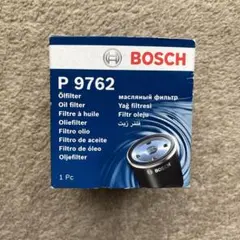 BOSCH
P 9762
Ölfilter
Oil filter
Filtre à huile
Oliefilter
Filtro olio
Filtro de aceite
Filtro de óleo
Oljefilter
масляный фильтр
Yağ filtresi
Filtr oleju
فلتر زيت
1 Pc